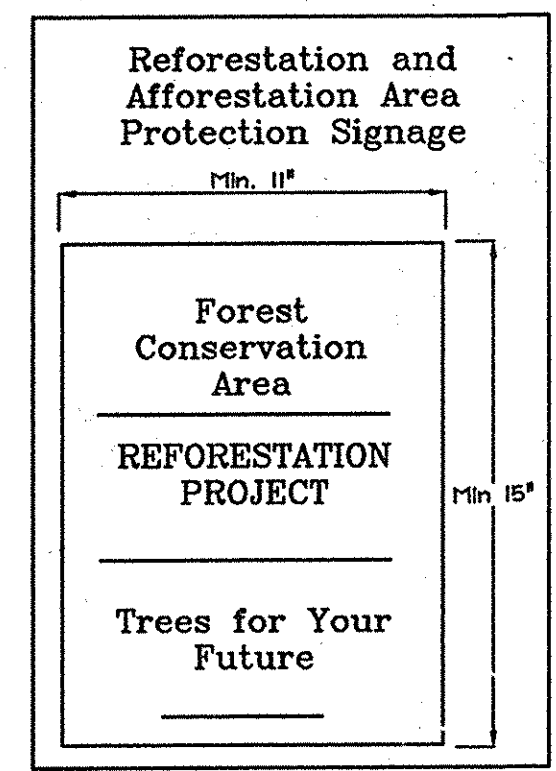 Reforestation and
Afforestation Area
Protection Signage
Min. 11"
Forest
Conservation
Area
REFORESTATION
PROJECT
Min 15"
Trees for Your
Future